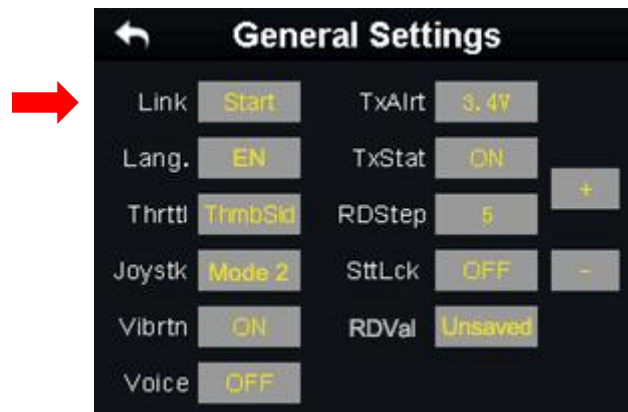 General Settings
Link Start TxAlrt 3.4V
Lang. EN TxStat ON
+
Thrttl ThmbSld RDStep 5
Joystk Mode 2 SttLck OFF -
Vibrtn ON RDVal Unsaved
Voice OFF